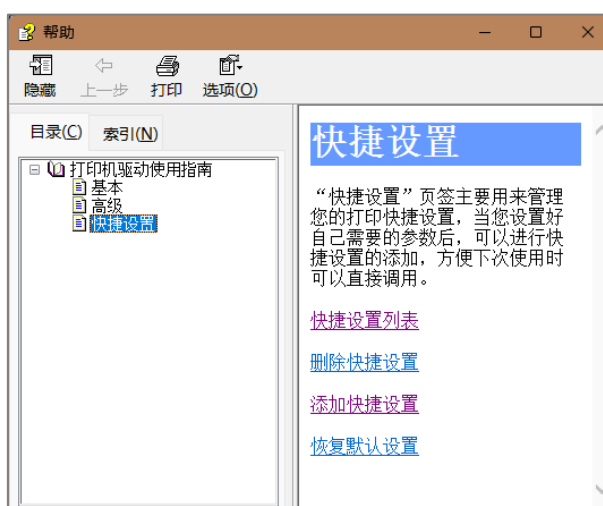 帮助
隐藏 上一步 打印 选项(O)
目录(C) 索引(N)
打印机驱动使用指南
基本
高级
快捷设置
快捷设置
“快捷设置”页签主要用来管理
您的打印快捷设置，当您设置好
自己需要的参数后，可以进行快
捷设置的添加，方便下次使用时
可以直接调用。
快捷设置列表
删除快捷设置
添加快捷设置
恢复默认设置